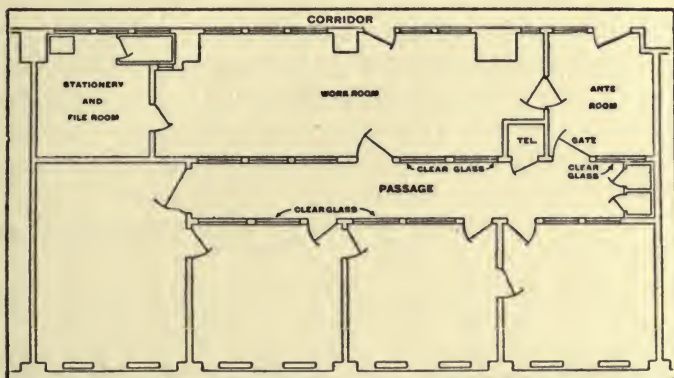 CORRIDOR
STATIONERY
AND
FILE ROOM
WORK ROOM
ANTE
ROOM
TEL.
GATE
CLEAR GLASS
CLEAR
GLASS
PASSAGE
CLEAR GLASS